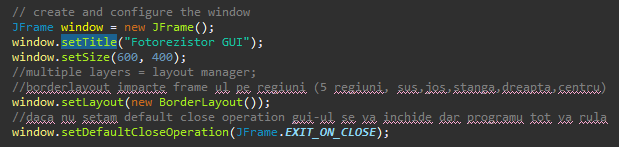 // create and configure the window
JFrame window = new JFrame();
window.setTitle("Fotorezistor GUI");
window.setSize(600, 400);
//multiple layers = layout manager;
//borderlayout imparte frame ul pe regiuni (5 regiuni, sus,jos,stanga,dreapta,centru)
window.setLayout(new BorderLayout());
//daca nu setam default close operation gui-ul se va inchide dar programu tot va rula
window.setDefaultCloseOperation(JFrame.EXIT_ON_CLOSE);